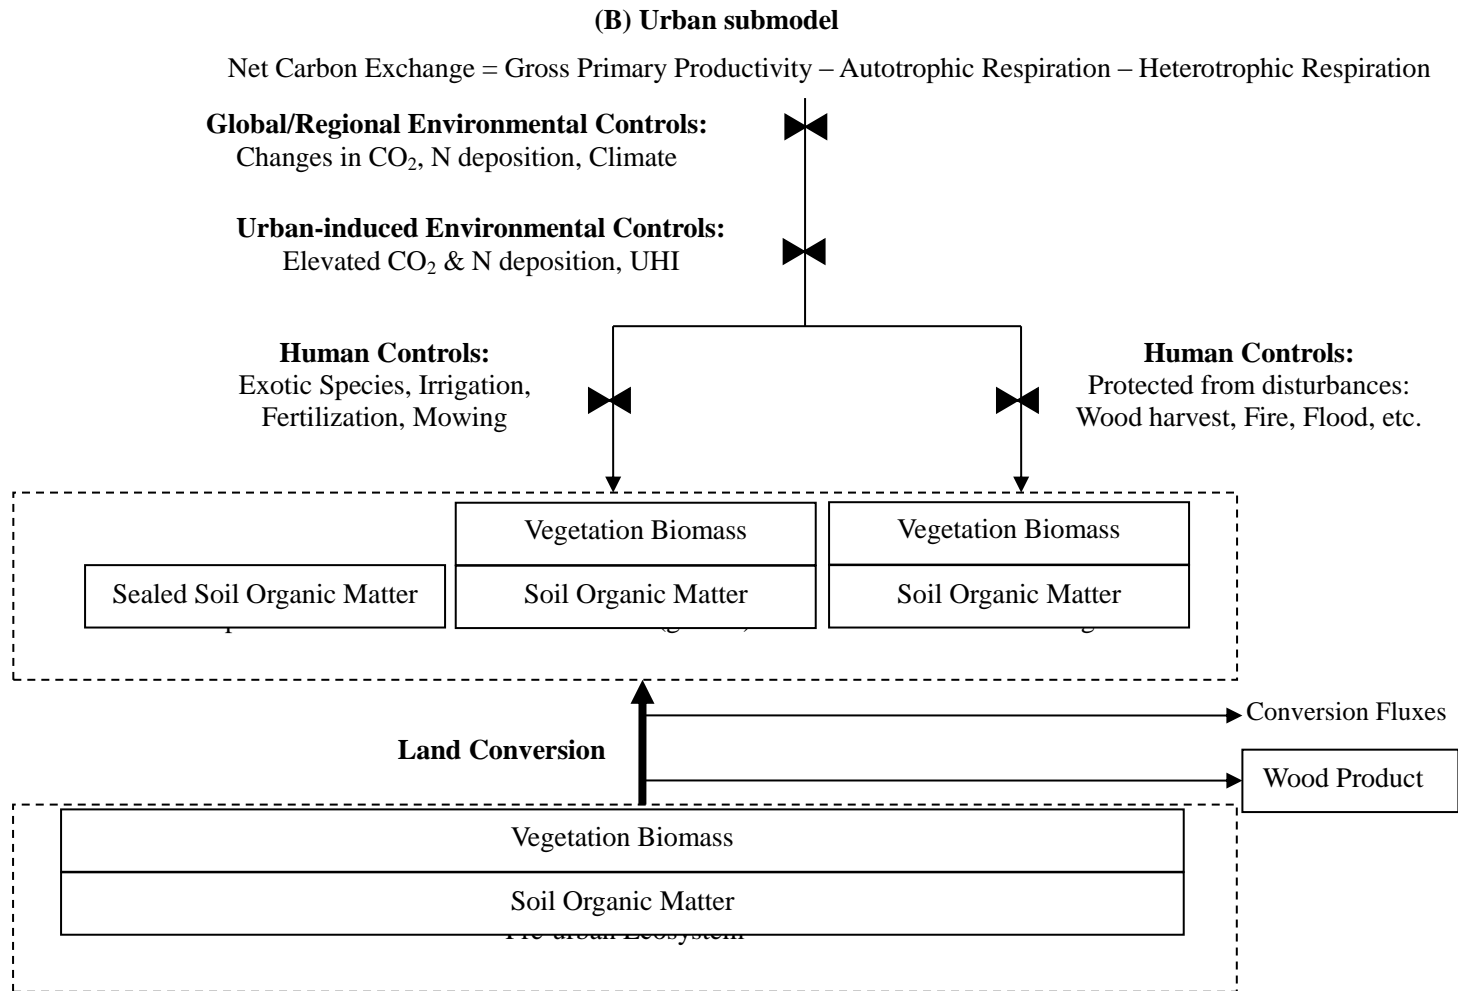 (B) Urban submodel
Net Carbon Exchange = Gross Primary Productivity – Autotrophic Respiration – Heterotrophic Respiration
Global/Regional Environmental Controls:
Changes in CO₂, N deposition, Climate
Urban-induced Environmental Controls:
Elevated CO₂ & N deposition, UHI
Human Controls:
Exotic Species, Irrigation,
Fertilization, Mowing
Human Controls:
Protected from disturbances:
Wood harvest, Fire, Flood, etc.
Vegetation Biomass
Vegetation Biomass
Sealed Soil Organic Matter
Soil Organic Matter
Soil Organic Matter
Conversion Fluxes
Land Conversion
Wood Product
Vegetation Biomass
Soil Organic Matter
Pre-urban Ecosystem